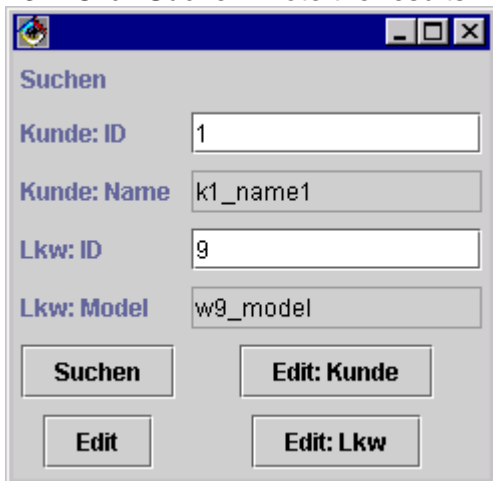 Suchen
Kunde: ID 1
Kunde: Name k1_name1
Lkw: ID 9
Lkw: Model w9_model
Suchen Edit: Kunde
Edit Edit: Lkw